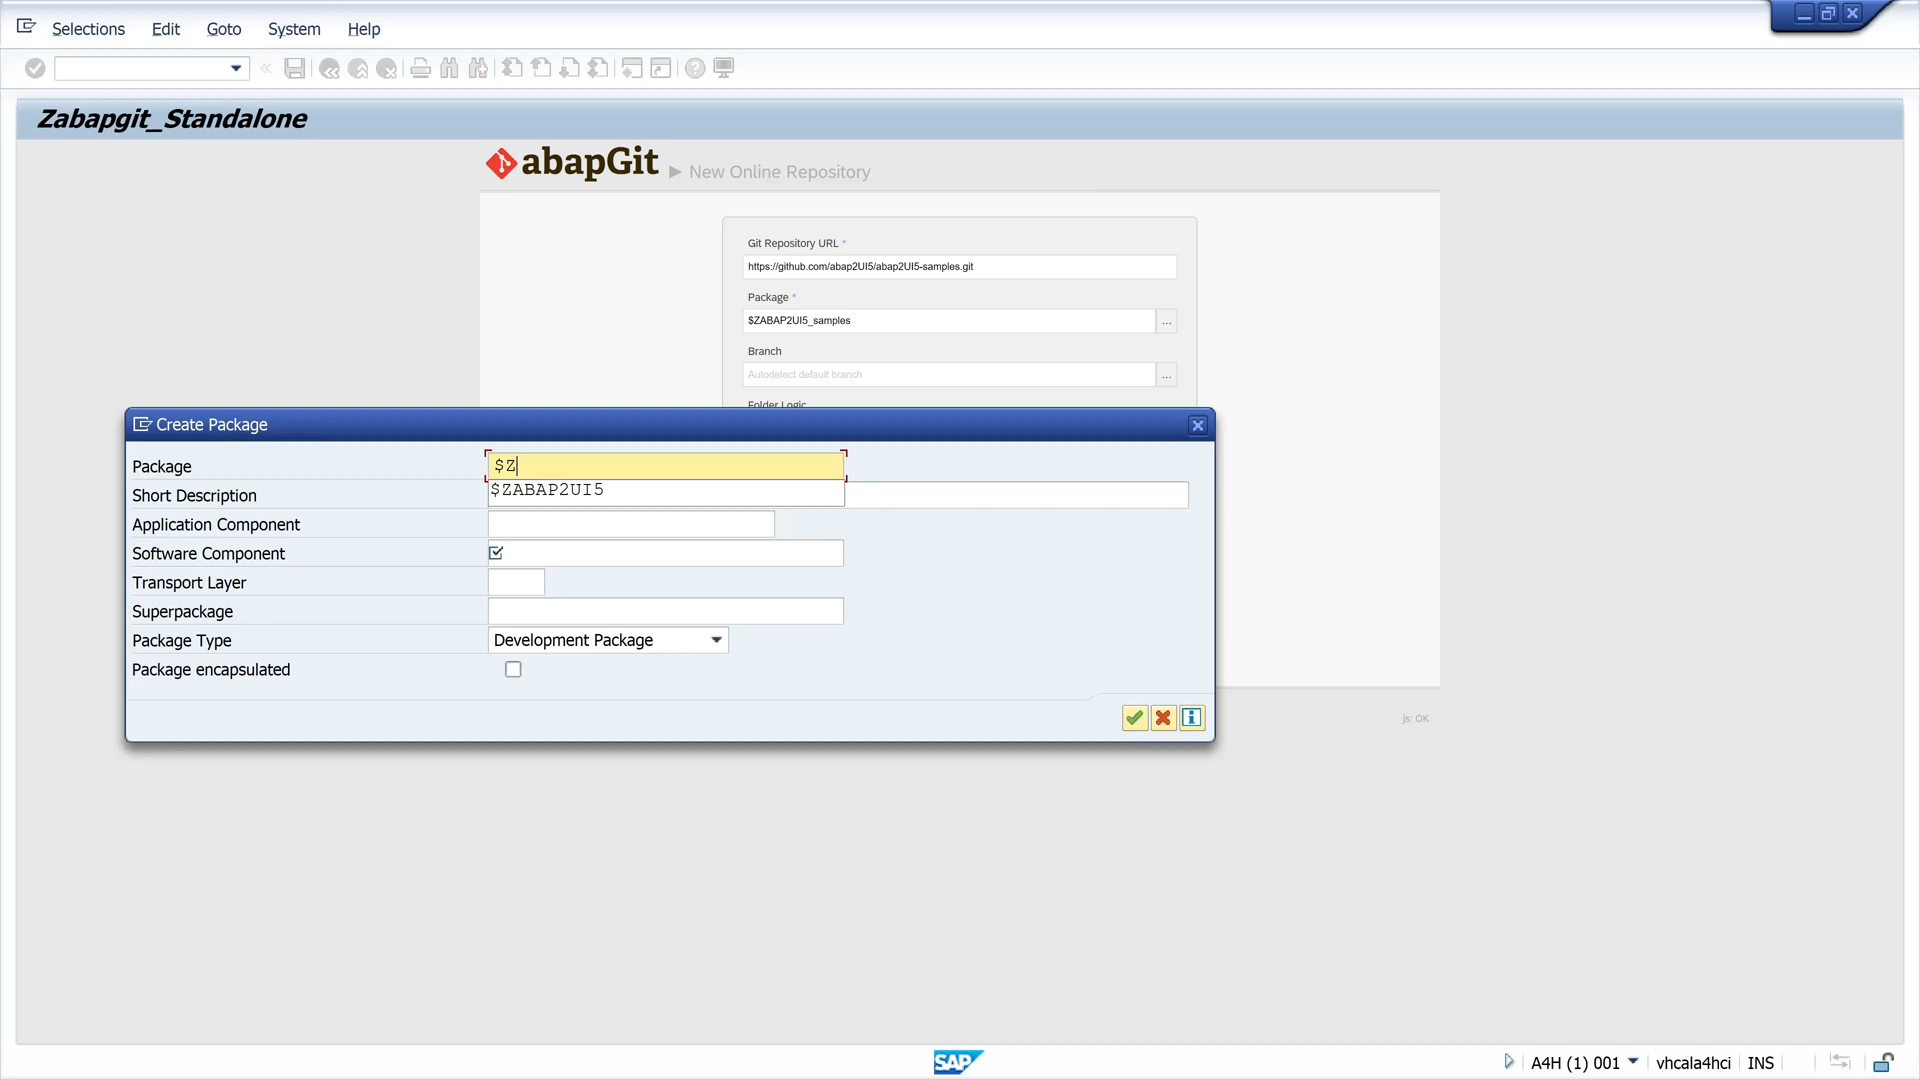 Selections Edit Goto System Help
Zabapgit_Standalone
abapGit ► New Online Repository
Git Repository URL *
https://github.com/abap2UI5/abap2UI5-samples.git
Package *
$ZABAP2UI5_samples
...
Branch
Autodetect default branch
...
Folder Logic
Create Package
Package $Z
$ZABAP2UI5
Short Description
Application Component
Software Component
Transport Layer
Superpackage
Package Type Development Package
Package encapsulated
js: OK
SAP
A4H (1) 001 vhcala4hci INS